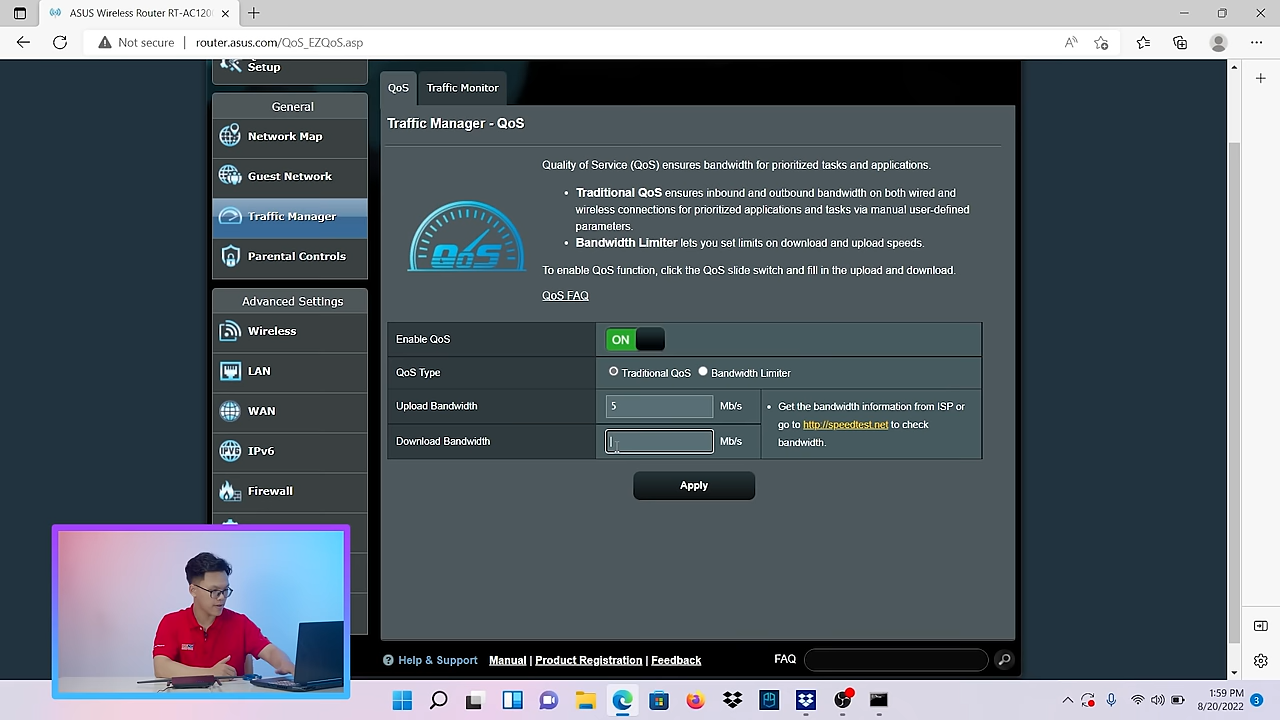 ASUS Wireless Router RT-AC120
Not secure
router.asus.com/QoS_EZQoS.asp
Setup
General
Network Map
Guest Network
Traffic Manager
Parental Controls
Advanced Settings
Wireless
LAN
WAN
IPv6
Firewall
QoS
Traffic Monitor
Traffic Manager - QoS
Quality of Service (QoS) ensures bandwidth for prioritized tasks and applications.
• Traditional QoS ensures inbound and outbound bandwidth on both wired and
wireless connections for prioritized applications and tasks via manual user-defined
parameters.
• Bandwidth Limiter lets you set limits on download and upload speeds.
To enable QoS function, click the QoS slide switch and fill in the upload and download.
QoS FAQ
QoS
Enable QoS
ON
QoS Type
Traditional QoS
Bandwidth Limiter
Upload Bandwidth
5
Mb/s
Download Bandwidth
Mb/s
• Get the bandwidth information from ISP or
go to http://speedtest.net to check
bandwidth.
Apply
Help & Support
Manual | Product Registration | Feedback
FAQ
1:59 PM
8/20/2022
3